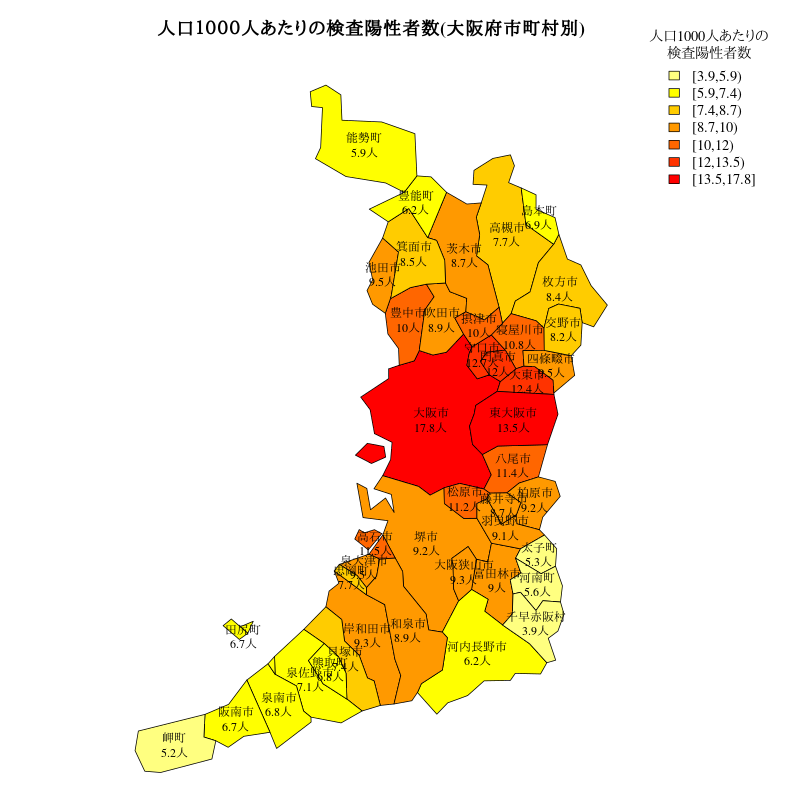 人口1000人あたりの検査陽性者数(大阪府市町村別)
人口1000人あたりの
検査陽性者数
[3.9,5.9)
[5.9,7.4)
[7.4,8.7)
[8.7,10)
[10,12)
[12,13.5)
[13.5,17.8]
能勢町
5.9人
豊能町
6.2人
島本町
6.9人
高槻市
7.7人
箕面市
8.5人
茨木市
8.7人
池田市
9.5人
枚方市
8.4人
豊中市
10人
吹田市
8.9人
摂津市
10人
寝屋川市
10.8人
交野市
8.2人
守口市
12.7人
門真市
12人
四條畷市
9.5人
大東市
12.4人
大阪市
17.8人
東大阪市
13.5人
八尾市
11.4人
松原市
11.2人
藤井寺市
8.7人
柏原市
9.2人
羽曳野市
9.1人
高石市
11.5人
堺市
9.2人
太子町
5.3人
泉大津市
9.5人
忠岡町
7.7人
大阪狭山市
9.3人
富田林市
9人
河南町
5.6人
千早赤阪村
3.9人
田尻町
6.7人
岸和田市
9.3人
和泉市
8.9人
河内長野市
6.2人
貝塚市
7.4人
熊取町
6.8人
泉佐野市
7.1人
泉南市
6.8人
阪南市
6.7人
岬町
5.2人